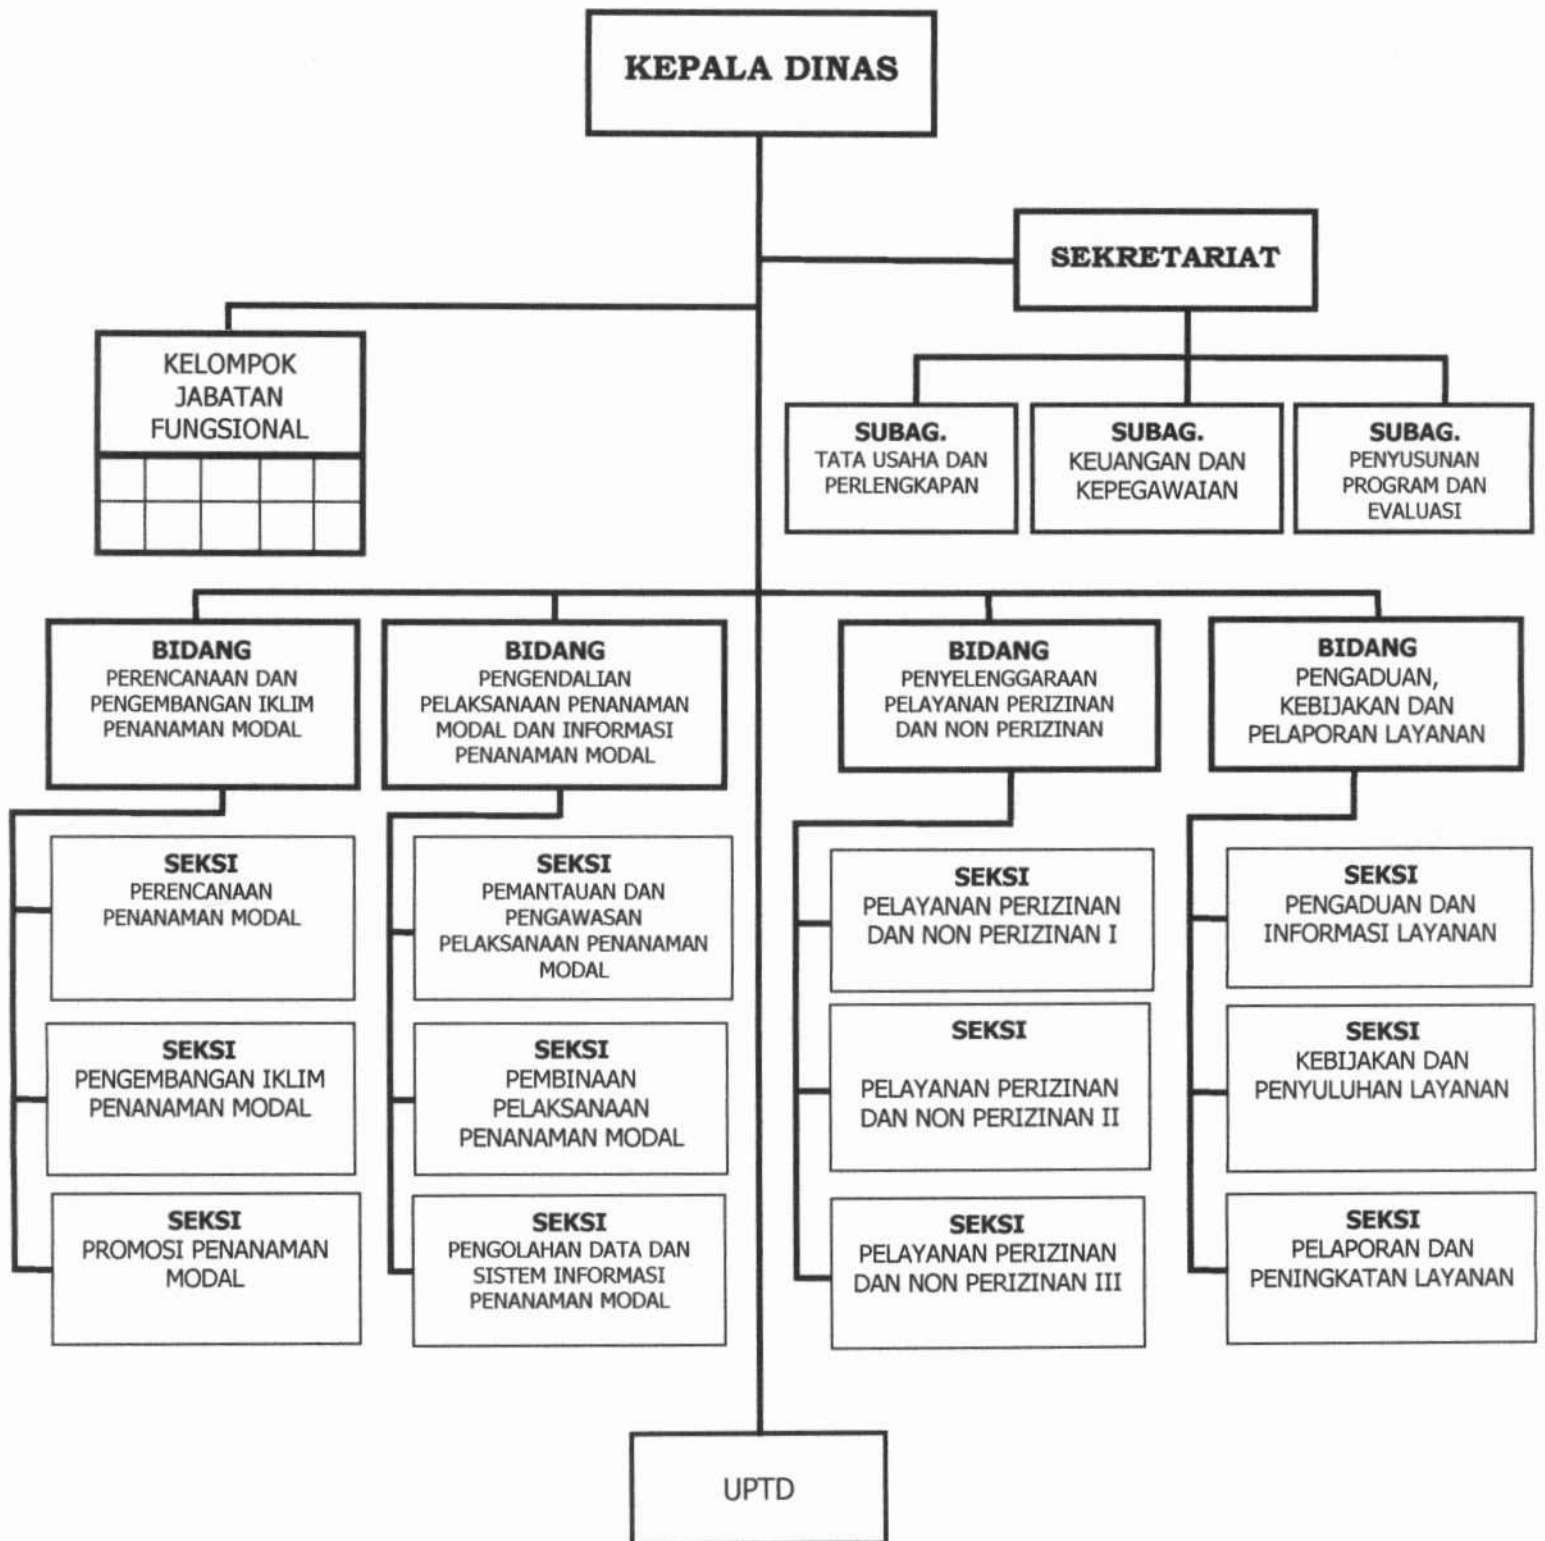 KEPALA DINAS
SEKRETARIAT
KELOMPOK
JABATAN
FUNGSIONAL
SUBAG.
TATA USAHA DAN
PERLENGKAPAN
SUBAG.
KEUANGAN DAN
KEPEGAWAIAN
SUBAG.
PENYUSUNAN
PROGRAM DAN
EVALUASI
BIDANG
PERENCANAAN DAN
PENGEMBANGAN IKLIM
PENANAMAN MODAL
BIDANG
PENGENDALIAN
PELAKSANAAN PENANAMAN
MODAL DAN INFORMASI
PENANAMAN MODAL
BIDANG
PENYELENGGARAAN
PELAYANAN PERIZINAN
DAN NON PERIZINAN
BIDANG
PENGADUAN,
KEBIJAKAN DAN
PELAPORAN LAYANAN
SEKSI
PERENCANAAN
PENANAMAN MODAL
SEKSI
PEMANTAUAN DAN
PENGAWASAN
PELAKSANAAN PENANAMAN
MODAL
SEKSI
PELAYANAN PERIZINAN
DAN NON PERIZINAN I
SEKSI
PENGADUAN DAN
INFORMASI LAYANAN
SEKSI
PENGEMBANGAN IKLIM
PENANAMAN MODAL
SEKSI
PEMBINAAN
PELAKSANAAN
PENANAMAN MODAL
SEKSI
PELAYANAN PERIZINAN
DAN NON PERIZINAN II
SEKSI
KEBIJAKAN DAN
PENYULUHAN LAYANAN
SEKSI
PROMOSI PENANAMAN
MODAL
SEKSI
PENGOLAHAN DATA DAN
SISTEM INFORMASI
PENANAMAN MODAL
SEKSI
PELAYANAN PERIZINAN
DAN NON PERIZINAN III
SEKSI
PELAPORAN DAN
PENINGKATAN LAYANAN
UPTD